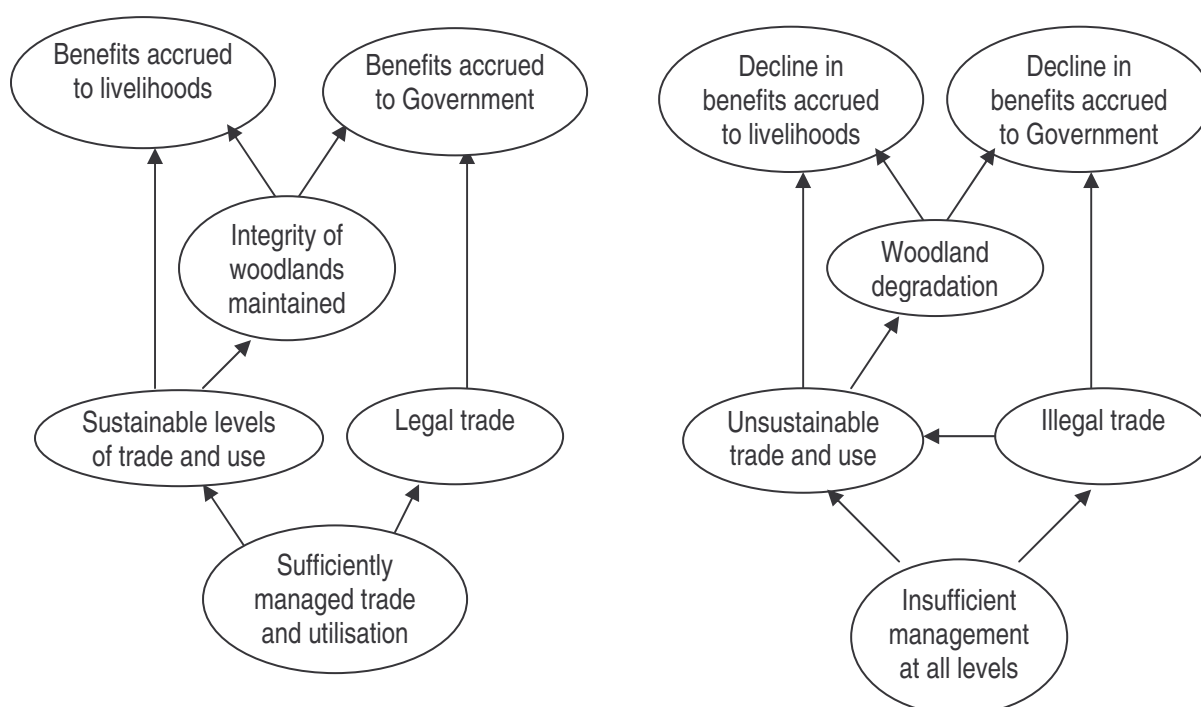 Benefits accrued
to livelihoods
Benefits accrued
to Government
Integrity of
woodlands
maintained
Sustainable levels
of trade and use
Legal trade
Sufficiently
managed trade
and utilisation
Decline in
benefits accrued
to livelihoods
Decline in
benefits accrued
to Government
Woodland
degradation
Unsustainable
trade and use
Illegal trade
Insufficient
management
at all levels